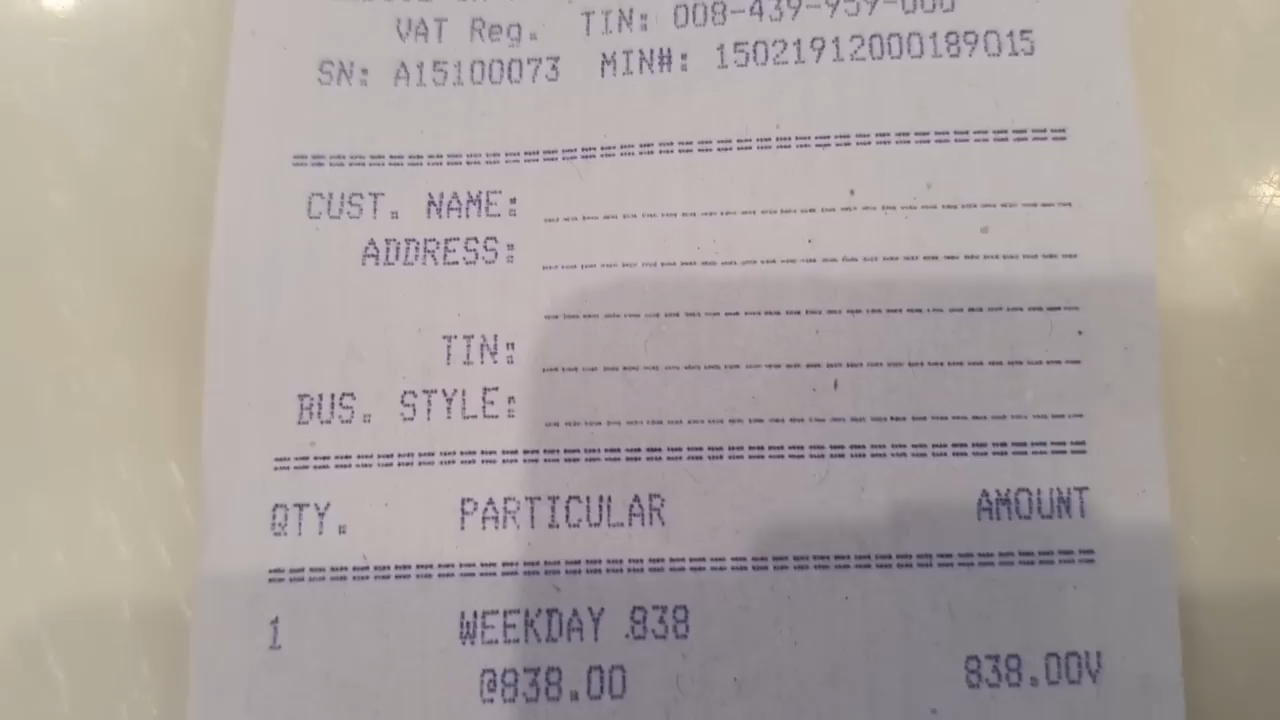 VAT Reg. TIN: 008-439-959-000
SN: A15100073 MIN#: 15021912000189015
CUST. NAME:
ADDRESS:
TIN:
BUS. STYLE:
QTY. PARTICULAR AMOUNT
1 WEEKDAY 838
@838.00 838.00V